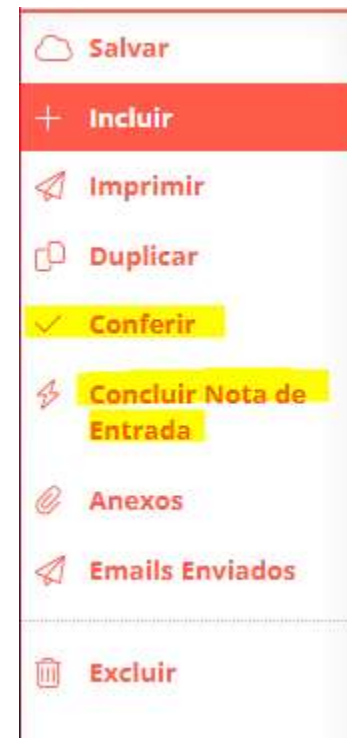 Salvar
Incluir
Imprimir
Duplicar
Conferir
Concluir Nota de
Entrada
Anexos
Emails Enviados
Excluir